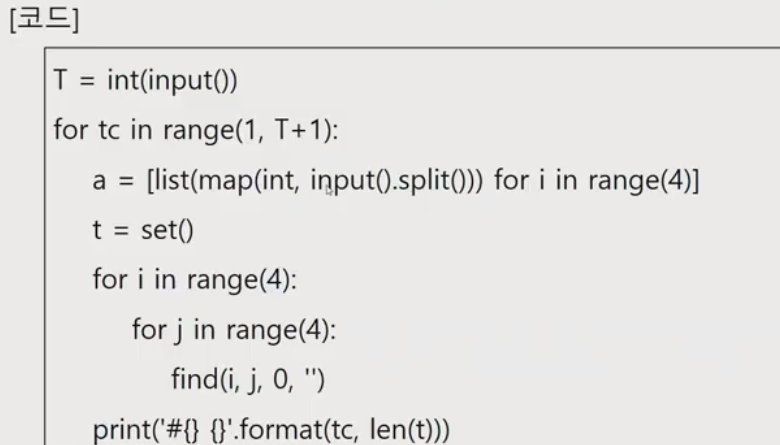 [코드]
T = int(input())
for tc in range(1, T+1):
a = [list(map(int, input().split())) for i in range(4)]
t = set()
for i in range(4):
for j in range(4):
find(i, j, 0, '')
print('#{} {}'.format(tc, len(t)))